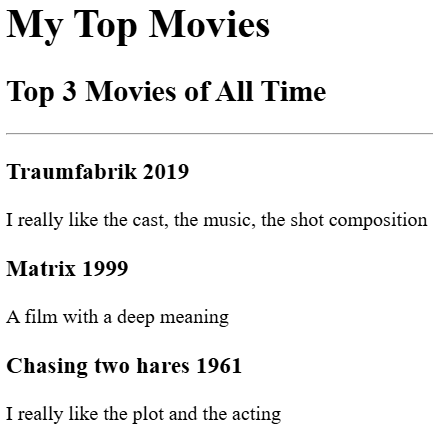 My Top Movies
Top 3 Movies of All Time
Traumfabrik 2019
I really like the cast, the music, the shot composition
Matrix 1999
A film with a deep meaning
Chasing two hares 1961
I really like the plot and the acting